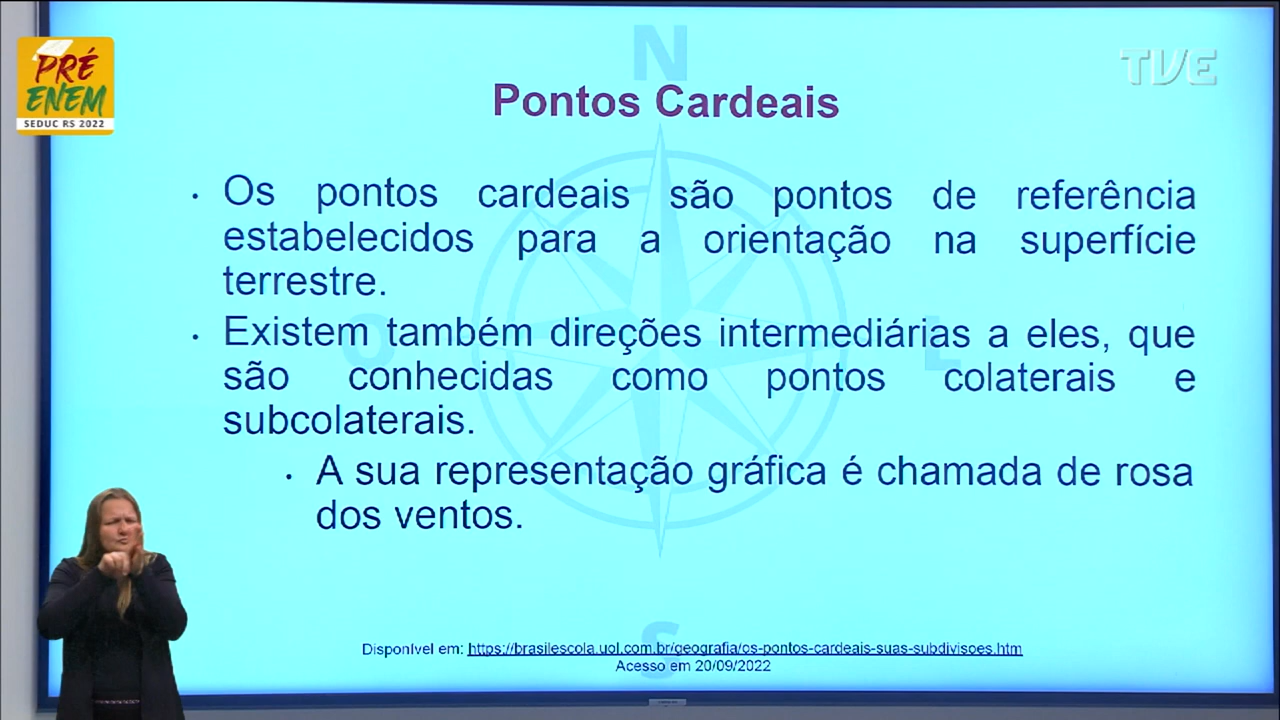 PRÉ
ENEM
SEDUC RS 2022
TVE
N
Pontos Cardeais
• Os pontos cardeais são pontos de referência
estabelecidos para a orientação na superfície
terrestre.
• Existem também direções intermediárias a eles, que
são conhecidas como pontos colaterais e
subcolaterais.
• A sua representação gráfica é chamada de rosa
dos ventos.
O
L
S
Disponível em: https://brasilescola.uol.com.br/geografia/os-pontos-cardeais-suas-subdivisoes.htm
Acesso em 20/09/2022